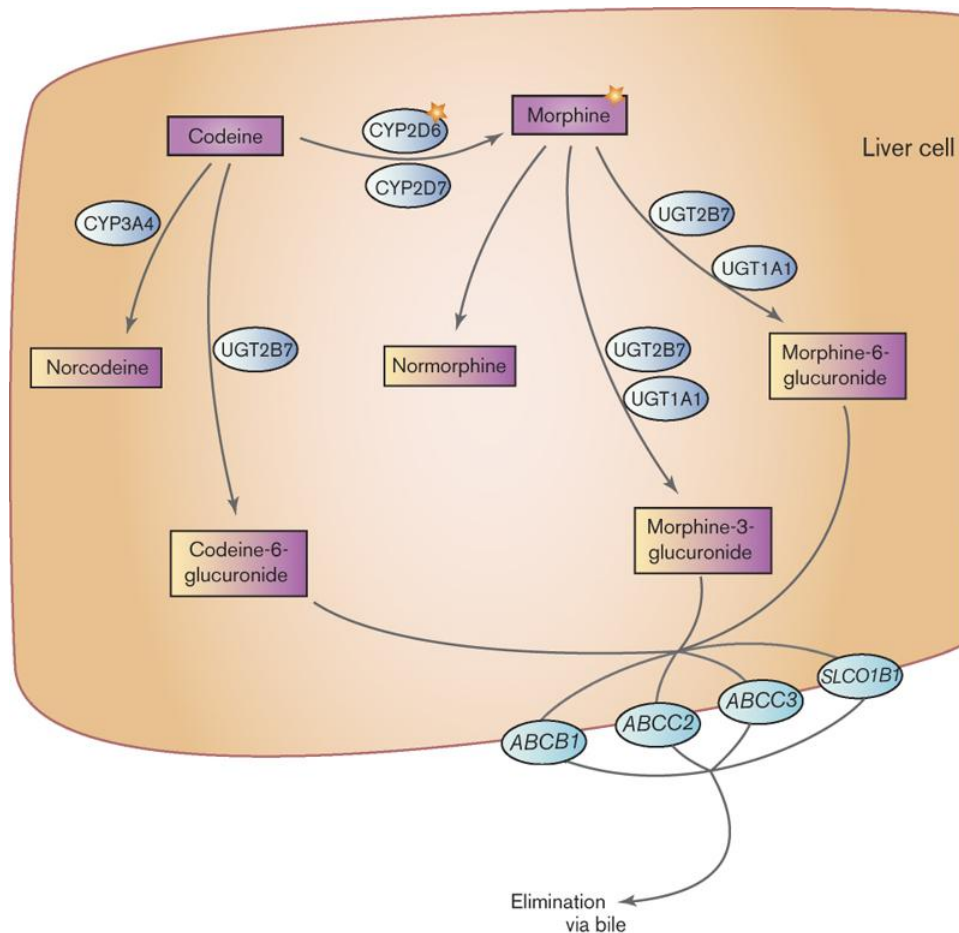 Codeine
CYP2D6
Morphine
Liver cell
CYP2D7
CYP3A4
UGT2B7
UGT1A1
Norcodeine
UGT2B7
Normorphine
UGT2B7
UGT1A1
Morphine-6-
glucuronide
Codeine-6-
glucuronide
Morphine-3-
glucuronide
ABCB1
ABCC2
ABCC3
SLCO1B1
Elimination
via bile